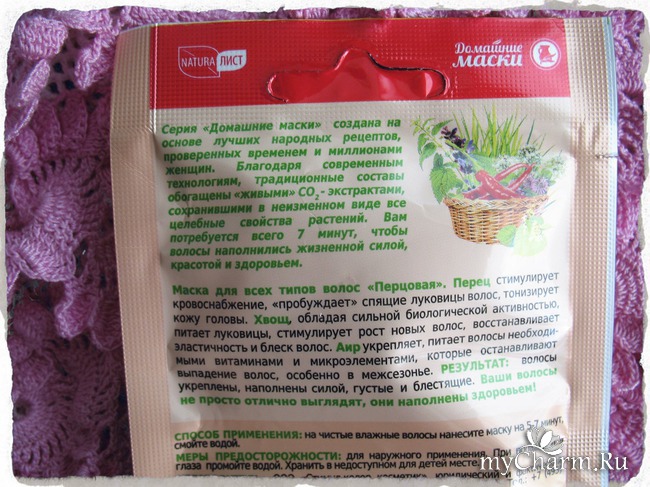 NATURA ЛИСТ
Домашние
маски
Серия «Домашние маски» создана на
основе лучших народных рецептов,
проверенных временем и миллионами
женщин. Благодаря современным
технологиям, традиционные составы
обогащены «живыми» CO2 - экстрактами,
сохранившими в неизменном виде все
целебные свойства растений. Вам
потребуется всего 7 минут, чтобы
волосы наполнились жизненной силой,
красотой и здоровьем.
Маска для всех типов волос «Перцовая». Перец стимулирует
кровоснабжение, «пробуждает» спящие луковицы волос, тонизирует
кожу головы. Хвощ, обладая сильной биологической активностью,
питает луковицы, стимулирует рост новых волос, восстанавливает
эластичность и блеск волос. Аир укрепляет, питает волосы необходи-
мыми витаминами и микроэлементами, которые останавливают
выпадение волос, особенно в межсезонье. РЕЗУЛЬТАТ: волосы
укреплены, наполнены силой, густые и блестящие. Ваши волосы
не просто отлично выглядят, они наполнены здоровьем!
СПОСОБ ПРИМЕНЕНИЯ: на чистые влажные волосы нанесите маску на 5-7 минут,
смойте водой.
МЕРЫ ПРЕДОСТОРОЖНОСТИ: для наружного применения. При
глаза промойте водой. Хранить в недоступном для детей месте.
myCharm.Ru